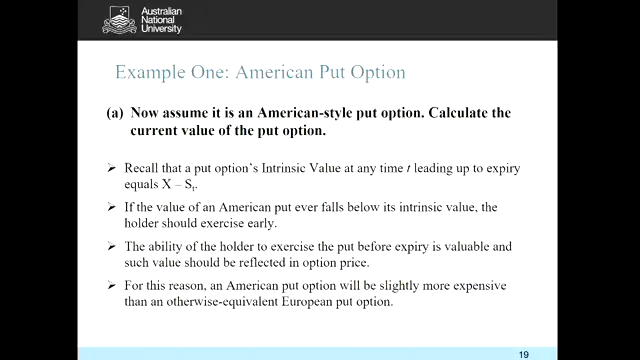 Australian
National
University
Example One: American Put Option
(a) Now assume it is an American-style put option. Calculate the
current value of the put option.
➢ Recall that a put option's Intrinsic Value at any time t leading up to expiry
equals X – Sₜ.
➢ If the value of an American put ever falls below its intrinsic value, the
holder should exercise early.
➢ The ability of the holder to exercise the put before expiry is valuable and
such value should be reflected in option price.
➢ For this reason, an American put option will be slightly more expensive
than an otherwise-equivalent European put option.
19